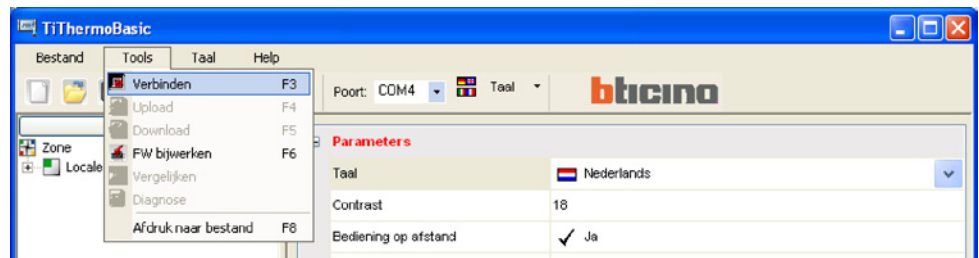 TiThermoBasic
Bestand Tools Taal Help
Verbinden F3
Poort: COM4 Taal
bticino
Upload F4
Download F5
FW bijwerken F6
Vergelijken
Diagnose
Afdruk naar bestand F8
Zone
Locale
Parameters
Taal Nederlands
Contrast 18
Bediening op afstand Ja